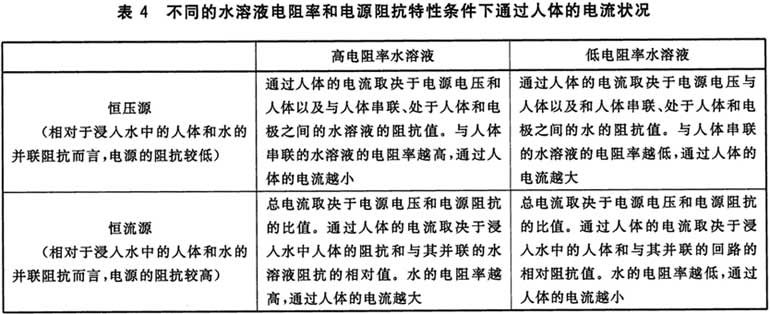 表 4 不同的水溶液电阻率和电源阻抗特性条件下通过人体的电流状况
高电阻率水溶液
低电阻率水溶液
恒压源
（相对于浸入水中的人体和水的
并联阻抗而言,电源的阻抗较低）
通过人体的电流取决于电源电压和
人体以及与人体串联、处于人体和电
极之间的水溶液的阻抗值。与人体
串联的水溶液的电阻率越高,通过人
体的电流越小
通过人体的电流取决于电源电压与
人体以及和人体串联、处于人体和电
极之间的水的阻抗值。与人体串联
的水溶液的电阻率越低,通过人体的
电流越大
恒流源
（相对于浸入水中的人体和水的
并联阻抗而言,电源的阻抗较高）
总电流取决于电源电压和电源阻抗
的比值。通过人体的电流取决于浸
入水中人体的阻抗和与其并联的水
溶液阻抗的相对值。水的电阻率越
高,通过人体的电流越大
总电流取决于电源电压和电源阻抗
的比值。通过人体的电流取决于浸
入水中的人体和与其并联的回路的
相对阻抗值。水的电阻率越低,通过
人体的电流越小